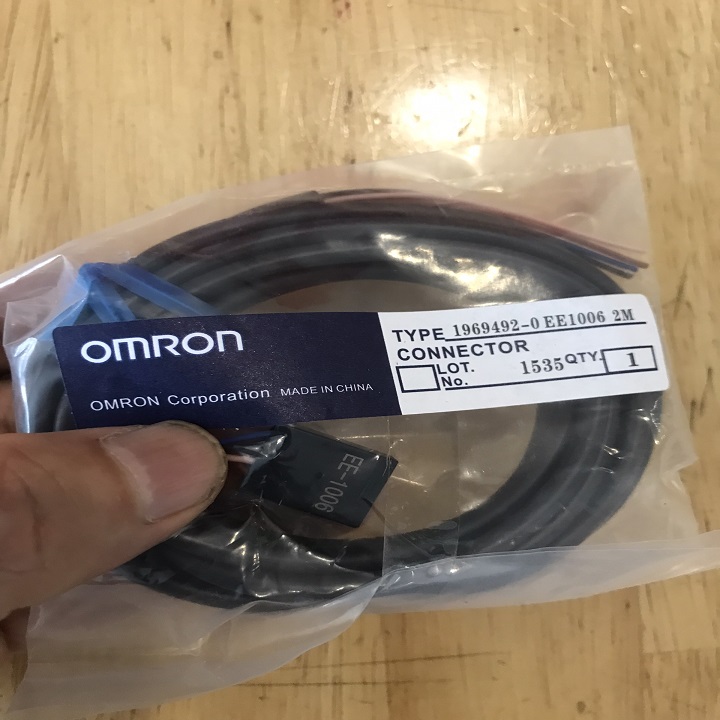 OMRON
OMRON Corporation MADE IN CHINA
TYPE 1969492-0 EE1006 2M
CONNECTOR
LOT. No. 1535 QTY. 1
EE-1006